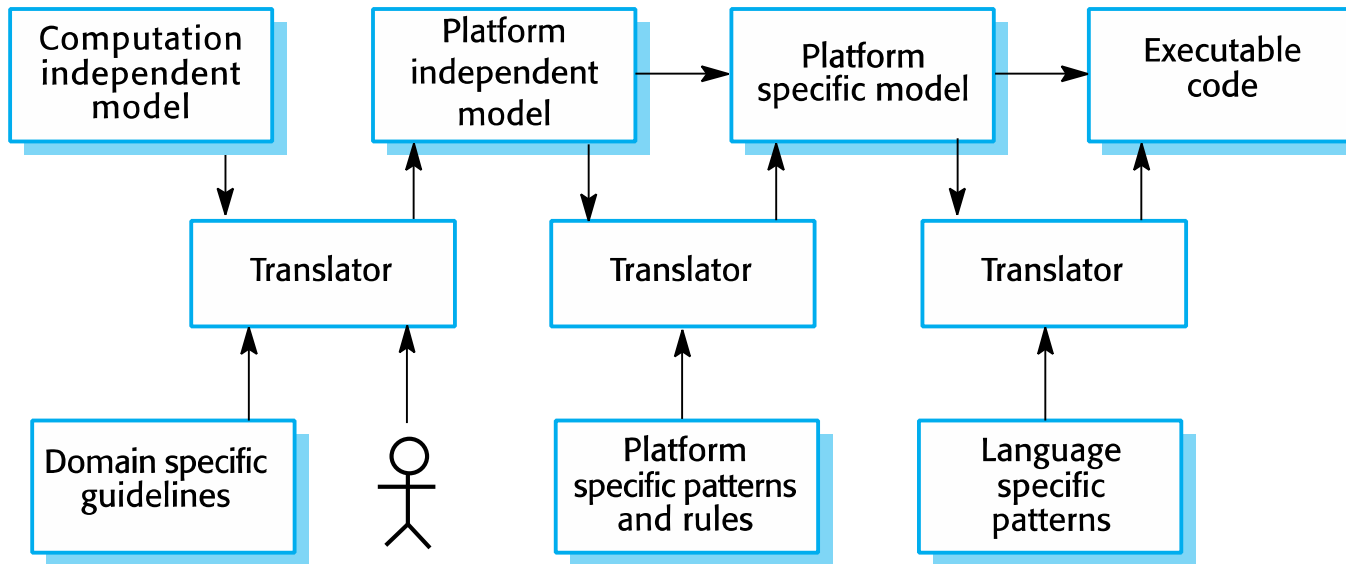 Computation
independent
model
Platform
independent
model
Platform
specific model
Executable
code
Translator
Translator
Translator
Domain specific
guidelines
Platform
specific patterns
and rules
Language
specific
patterns